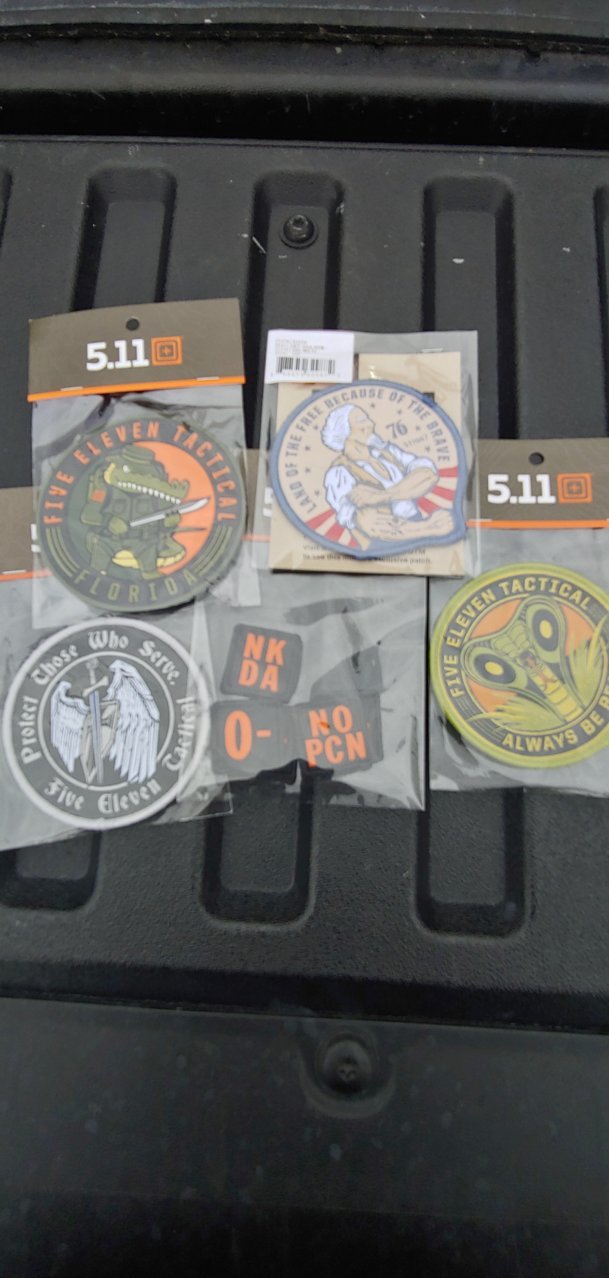 5.11
FIVE ELEVEN TACTICAL
FLORIDA
LAND OF THE FREE BECAUSE OF THE BRAVE
76
5.11
FIVE ELEVEN TACTICAL
ALWAYS BE
Protect Those Who Serve.
Five Eleven Tactical
NK
DA
O-
NO
PCN